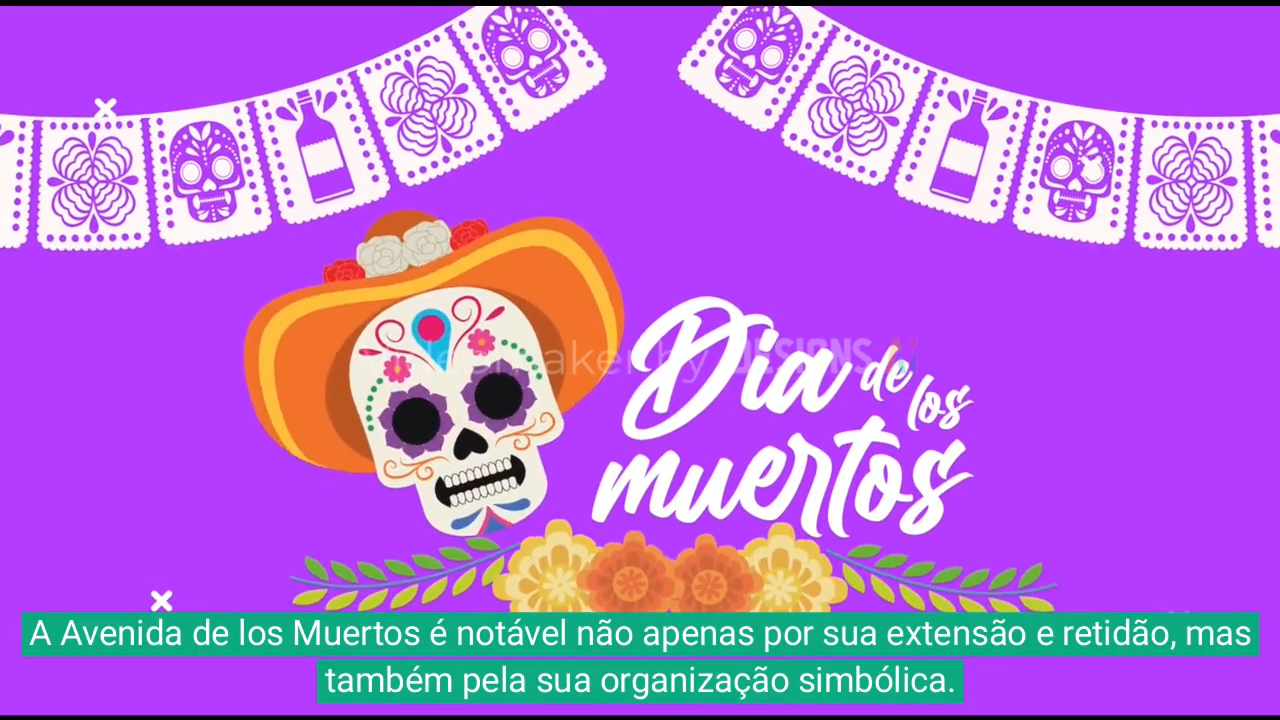 Día de los
muertos
A Avenida de los Muertos é notável não apenas por sua extensão e retidão, mas
também pela sua organização simbólica.